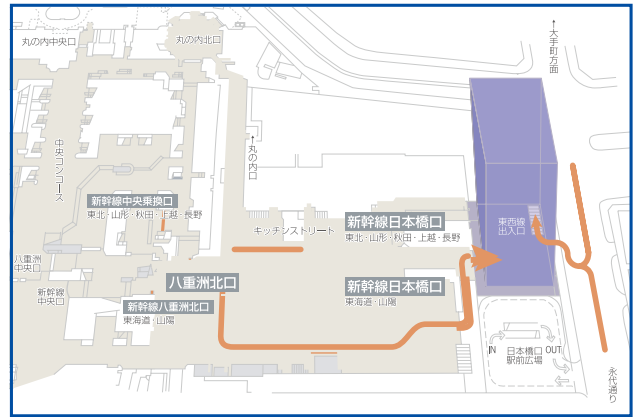 丸の内中央口
丸の内北口
↑大手町方面
中央コンコース
↑丸の内口
新幹線中央乗換口
東北・山形・秋田・上越・長野
キッチンストリート
新幹線日本橋口
東北・山形・秋田・上越・長野
東西線
出入口
八重洲
中央口
新幹線
中央口
八重洲北口
新幹線八重洲北口
東海道・山陽
新幹線日本橋口
東海道・山陽
IN
日本橋口
駅前広場
OUT
永代通り